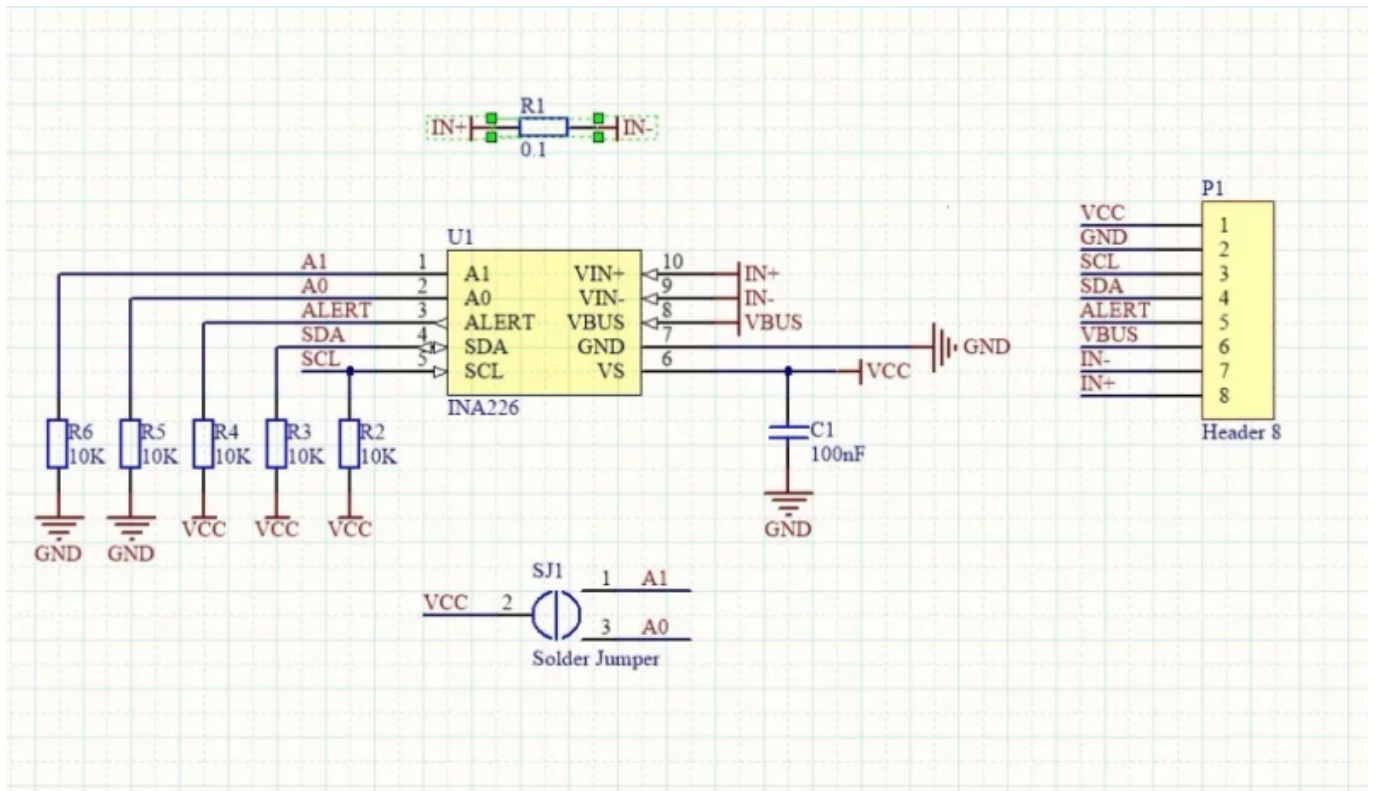 R1
IN+ IN-
0.1
P1
VCC 1
GND 2
SCL 3
SDA 4
ALERT 5
VBUS 6
IN- 7
IN+ 8
Header 8
U1
A1 1 A1 VIN+ 10 IN+
A0 2 A0 VIN- 9 IN-
ALERT 3 ALERT VBUS 8 VBUS
SDA 4 SDA GND 7 GND
SCL 5 SCL VS 6 VCC
INA226
R6 R5 R4 R3 R2
10K 10K 10K 10K 10K
GND GND VCC VCC VCC
C1
100nF
GND
SJ1
1 A1
VCC 2
3 A0
Solder Jumper